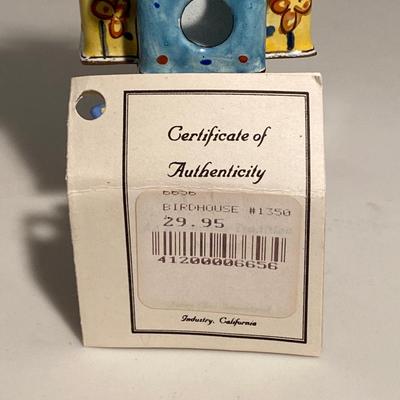 Certificate of
Authenticity
6656
BIRDHOUSE #1350
29.95
41200006656
Industry, California